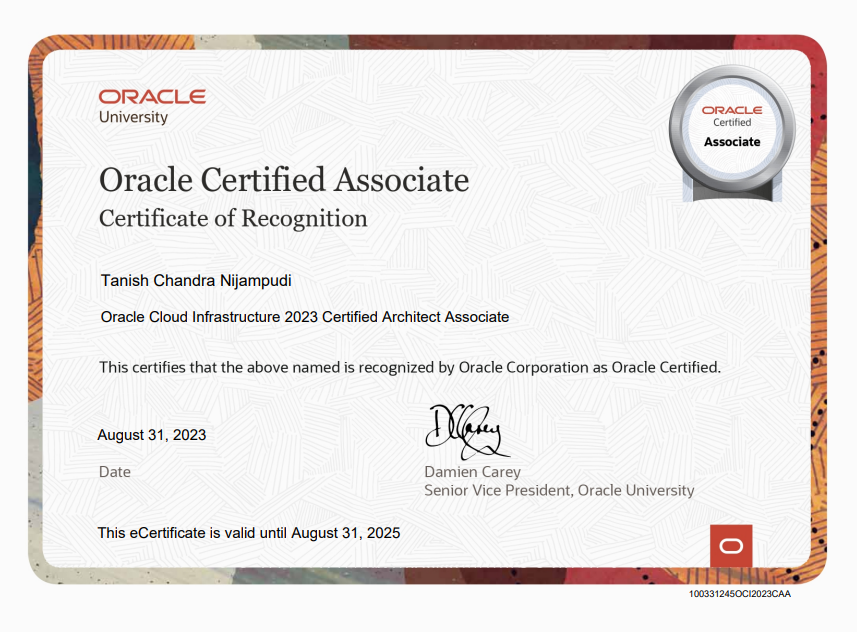 ORACLE
University
ORACLE
Certified
Associate
Oracle Certified Associate
Certificate of Recognition
Tanish Chandra Nijampudi
Oracle Cloud Infrastructure 2023 Certified Architect Associate
This certifies that the above named is recognized by Oracle Corporation as Oracle Certified.
DCarey
August 31, 2023
Date
Damien Carey
Senior Vice President, Oracle University
This eCertificate is valid until August 31, 2025
100331245OCI2023CAA